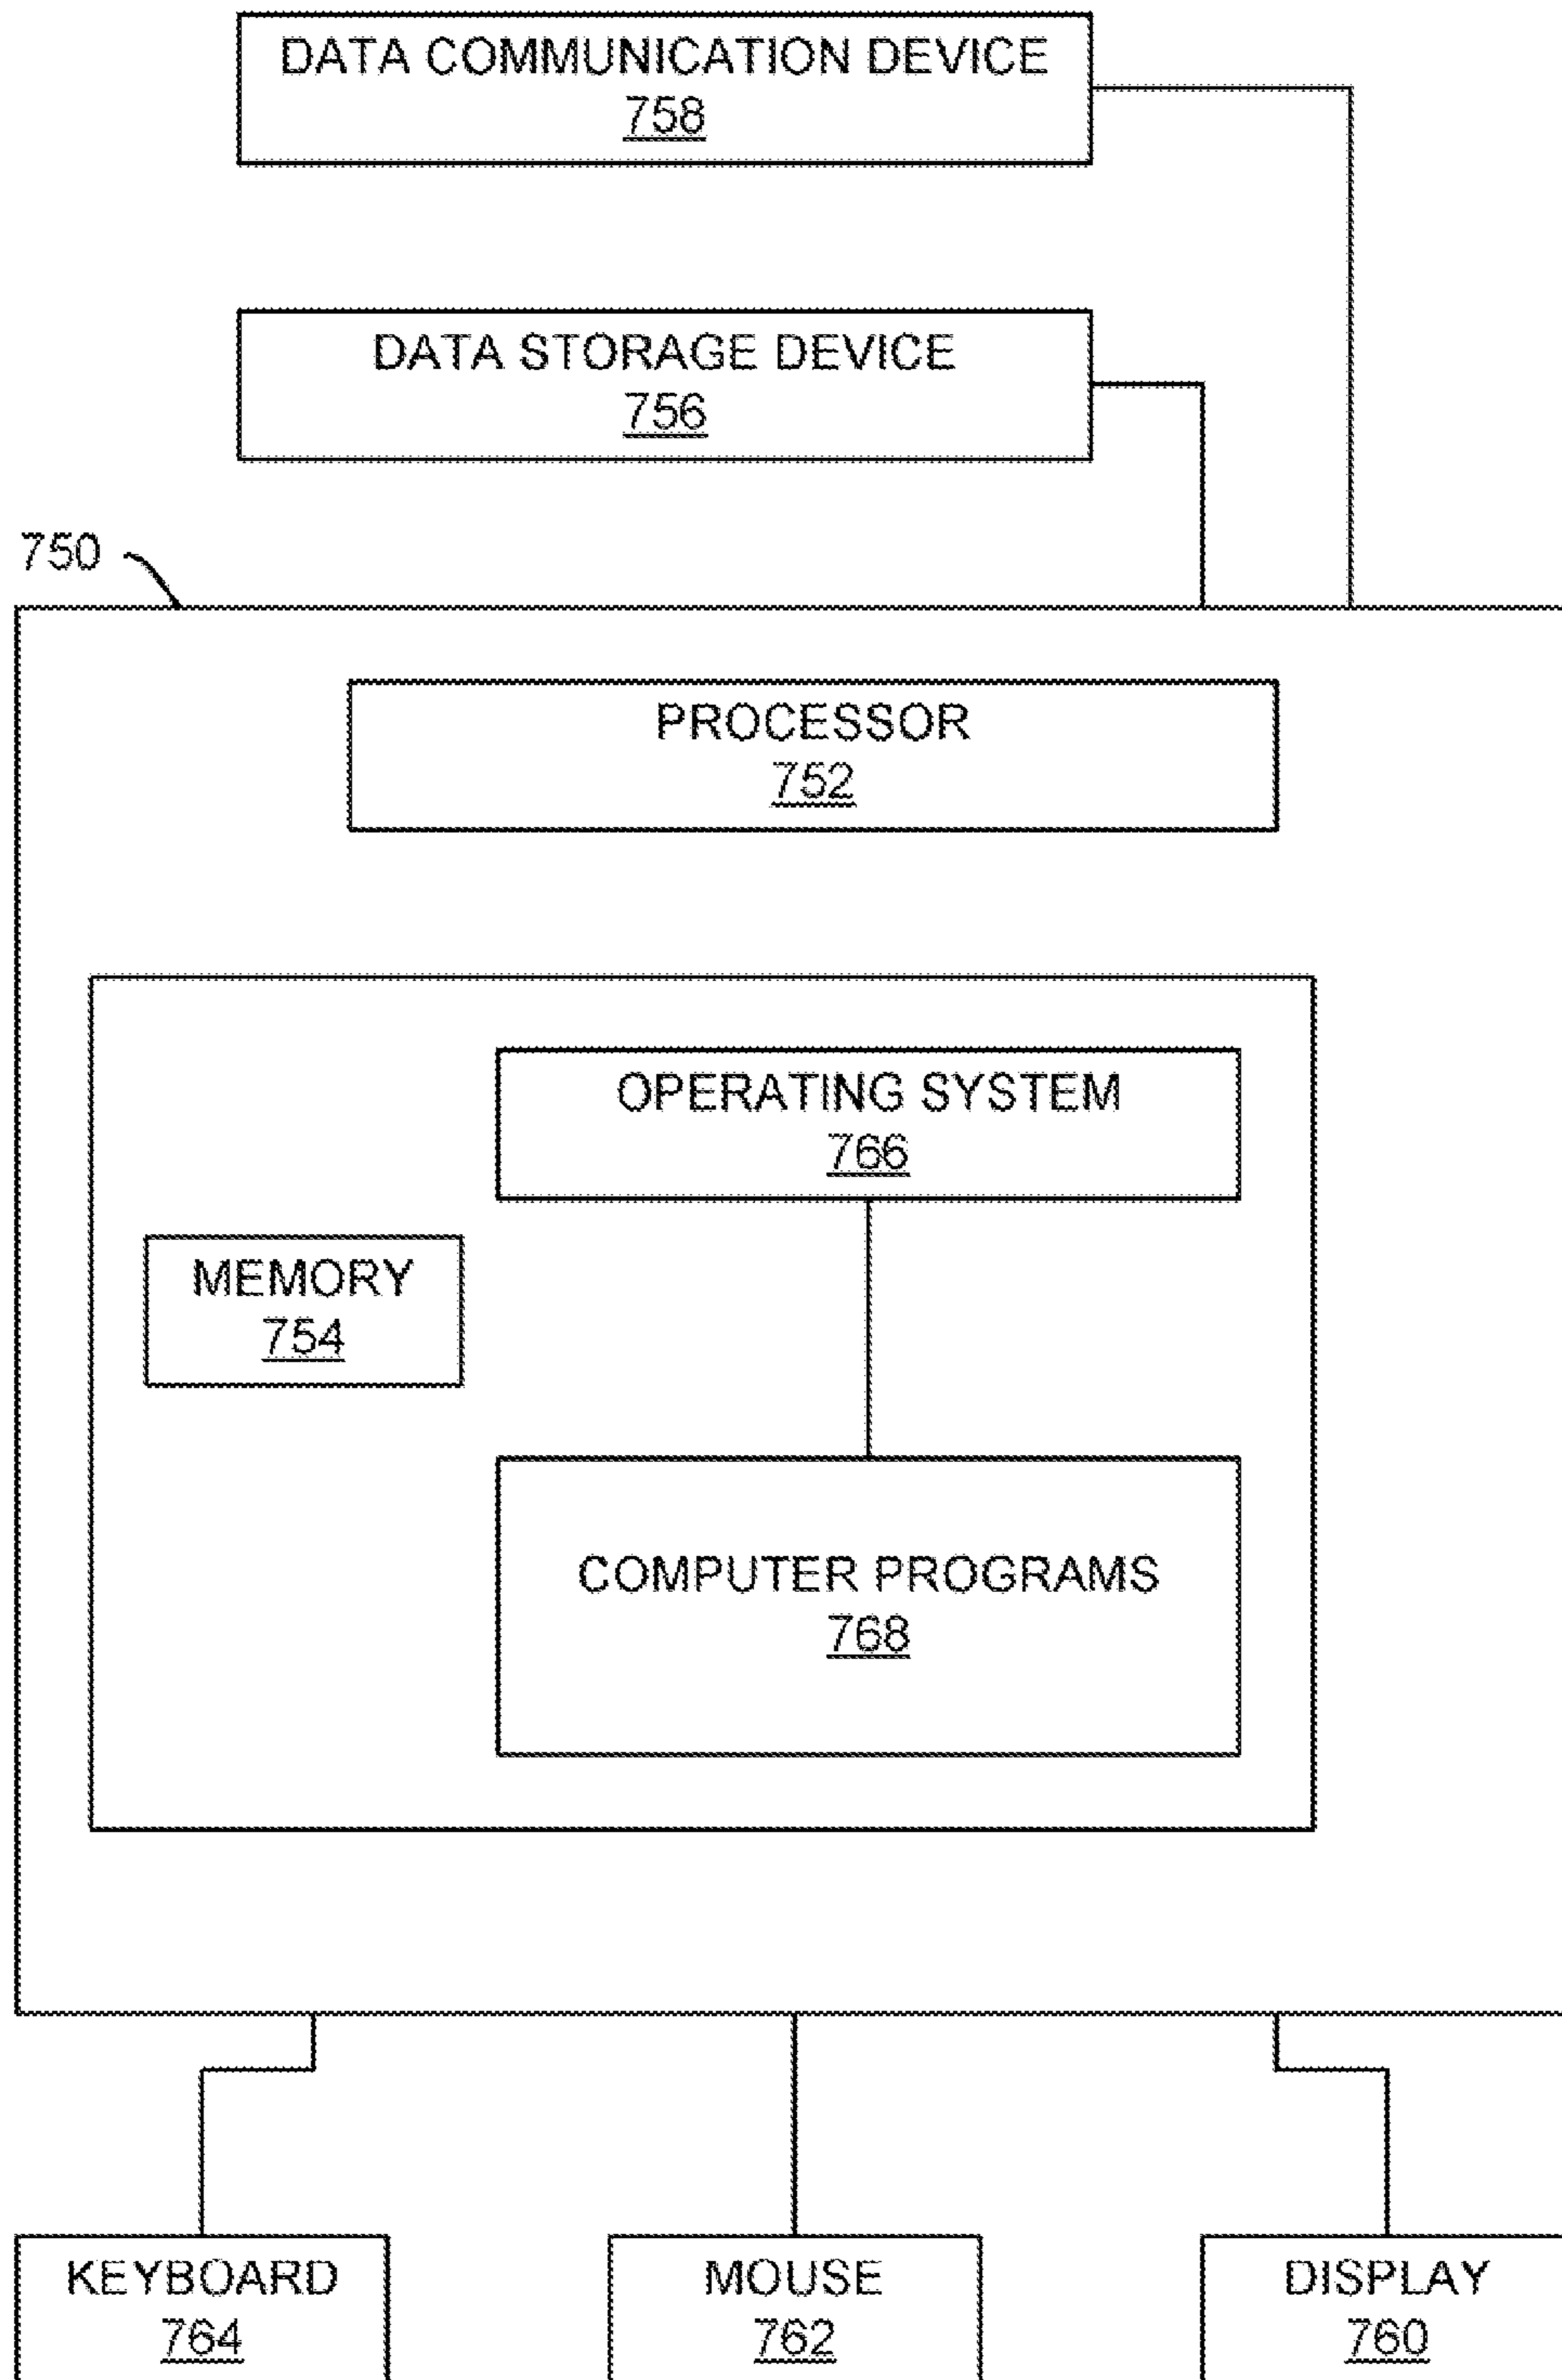 DATA COMMUNICATION DEVICE
758
DATA STORAGE DEVICE
756
750
PROCESSOR
752
OPERATING SYSTEM
766
MEMORY
754
COMPUTER PROGRAMS
768
KEYBOARD
764
MOUSE
762
DISPLAY
760